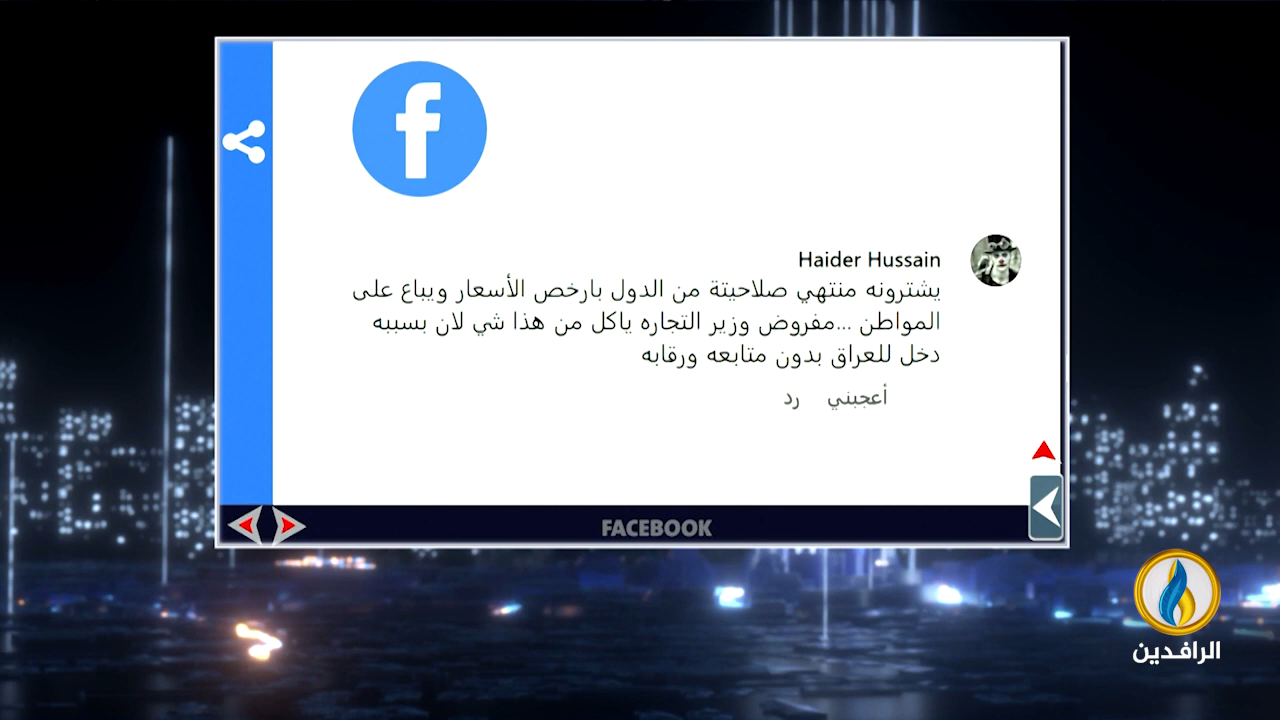 Haider Hussain
يشترونه منتهي صلاحيتة من الدول بارخص الأسعار ويباع على
المواطن ...مفروض وزير التجاره ياكل من هذا شي لان بسببه
دخل للعراق بدون متابعه ورقابه
أعجبني رد
FACEBOOK
الرافدين